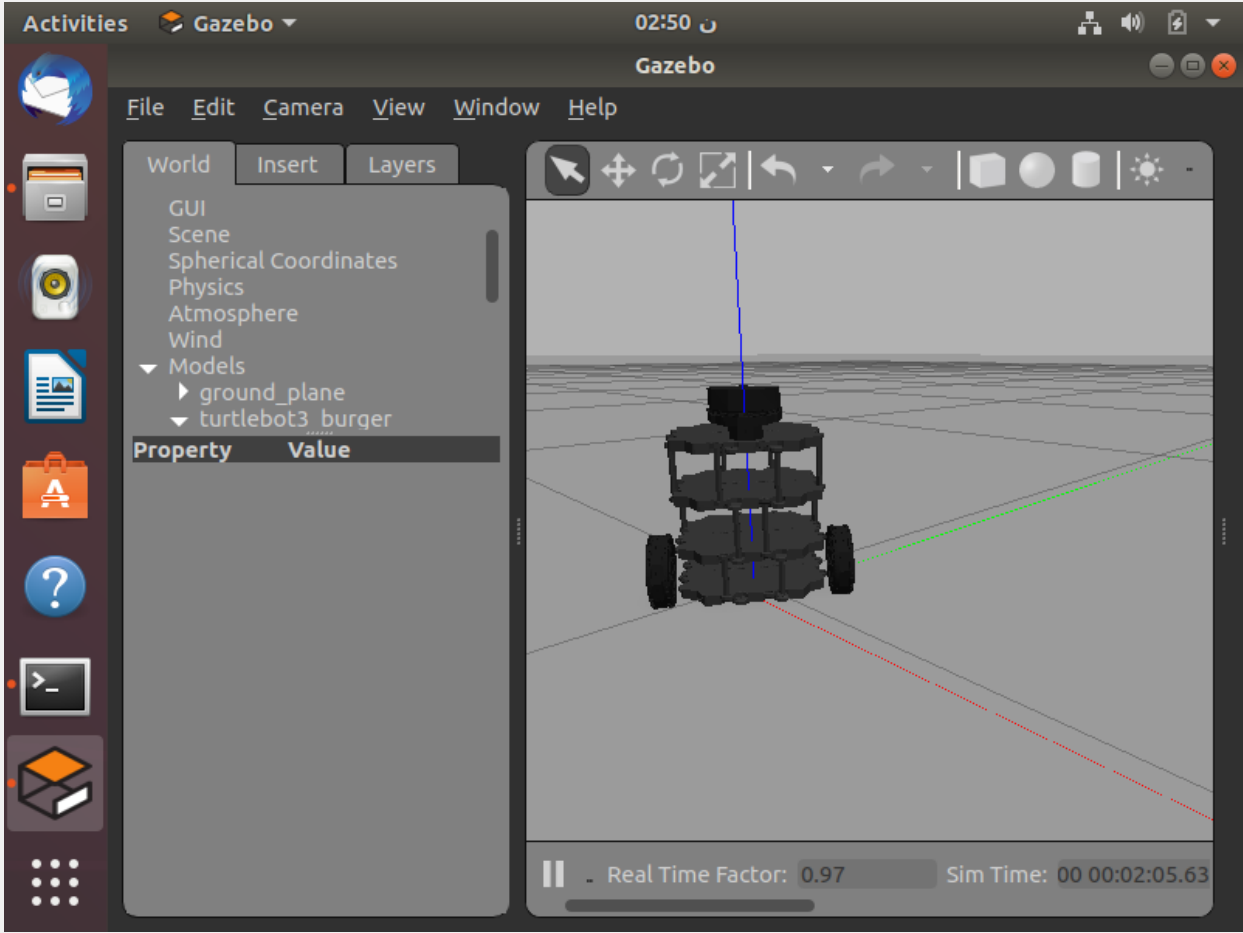 Activities Gazebo 02:50 ن
Gazebo
File Edit Camera View Window Help
World Insert Layers
GUI
Scene
Spherical Coordinates
Physics
Atmosphere
Wind
Models
ground_plane
turtlebot3_burger
Property Value
Real Time Factor: 0.97 Sim Time: 00 00:02:05.63